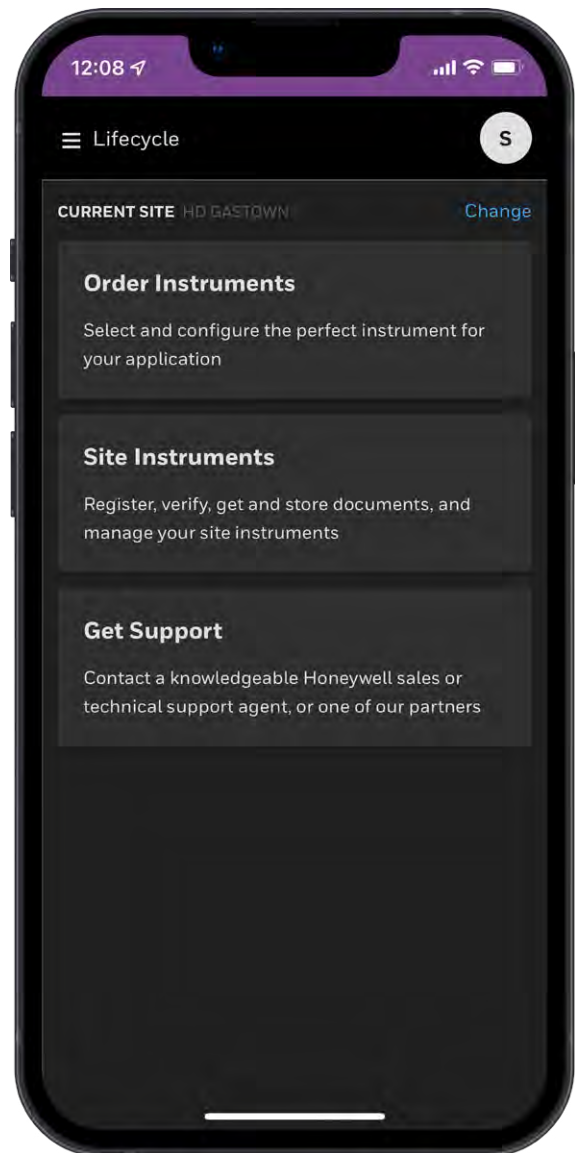 12:08
Lifecycle
S
CURRENT SITE HD GASTOWN
Change
Order Instruments
Select and configure the perfect instrument for
your application
Site Instruments
Register, verify, get and store documents, and
manage your site instruments
Get Support
Contact a knowledgeable Honeywell sales or
technical support agent, or one of our partners